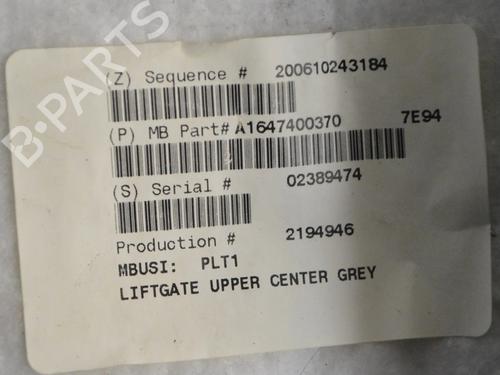 (Z) Sequence # 200610243184
(P) MB Part# A1647400370 7E94
(S) Serial # 02389474
Production # 2194946
MBUSI: PLT1
LIFTGATE UPPER CENTER GREY
B-PARTS